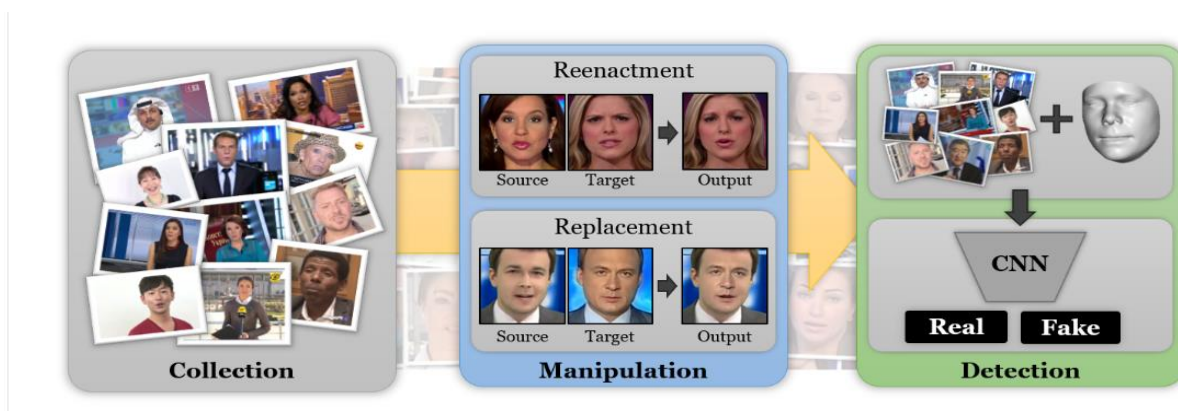 Reenactment
Source Target Output
Replacement
Source Target Output
CNN
Real Fake
Collection Manipulation Detection